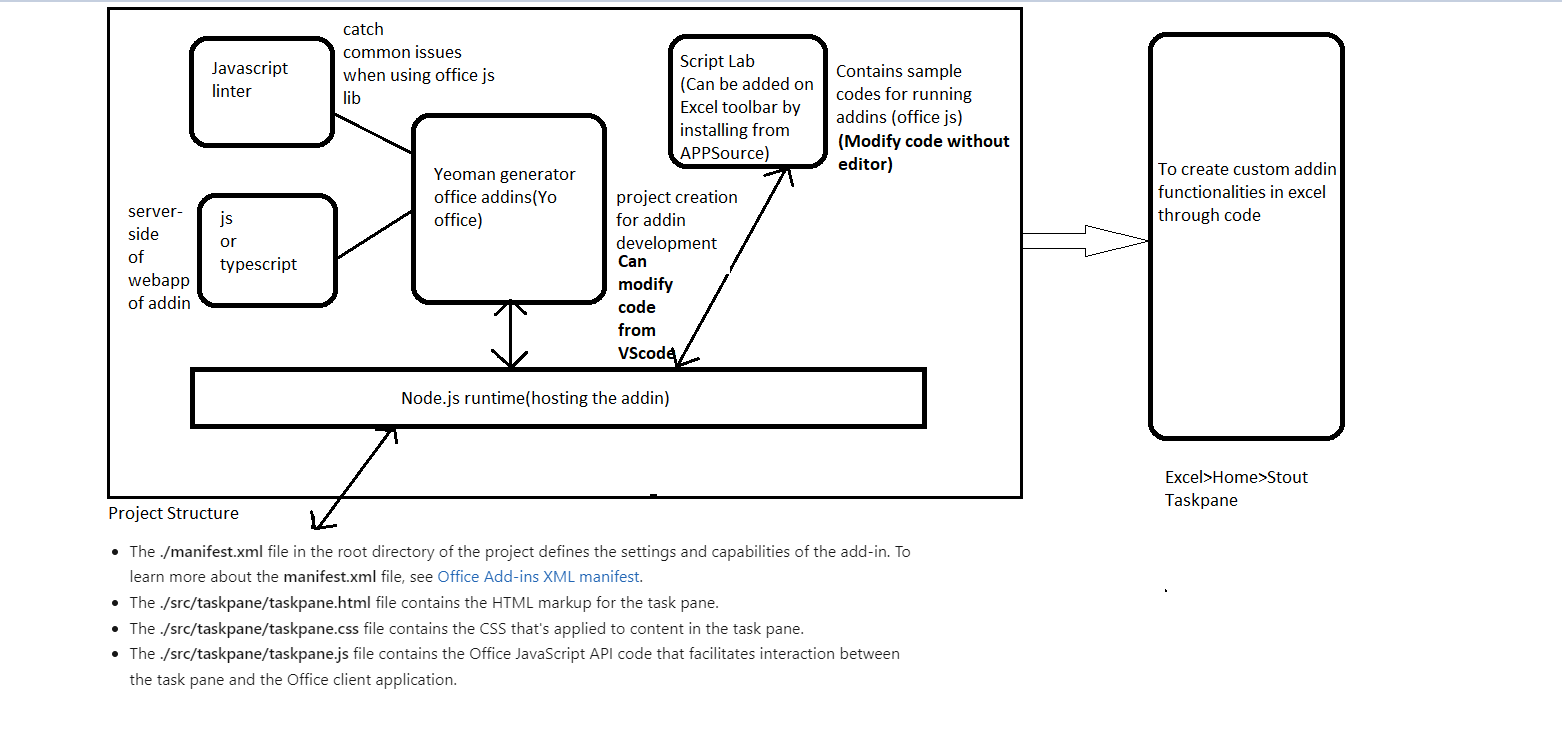 Javascript
linter
catch
common issues
when using office js
lib
server-
side
of
webapp
of addin
js
or
typescript
Yeoman generator
office addins(Yo
office)
project creation
for addin
development
Can
modify
code
from
VScode
Script Lab
(Can be added on
Excel toolbar by
installing from
APPSource)
Contains sample
codes for running
addins (office js)
(Modify code without
editor)
Node.js runtime(hosting the addin)
To create custom addin
functionalities in excel
through code
Excel>Home>Stout
Taskpane
Project Structure
• The ./manifest.xml file in the root directory of the project defines the settings and capabilities of the add-in. To
learn more about the manifest.xml file, see Office Add-ins XML manifest.
• The ./src/taskpane/taskpane.html file contains the HTML markup for the task pane.
• The ./src/taskpane/taskpane.css file contains the CSS that's applied to content in the task pane.
• The ./src/taskpane/taskpane.js file contains the Office JavaScript API code that facilitates interaction between
the task pane and the Office client application.